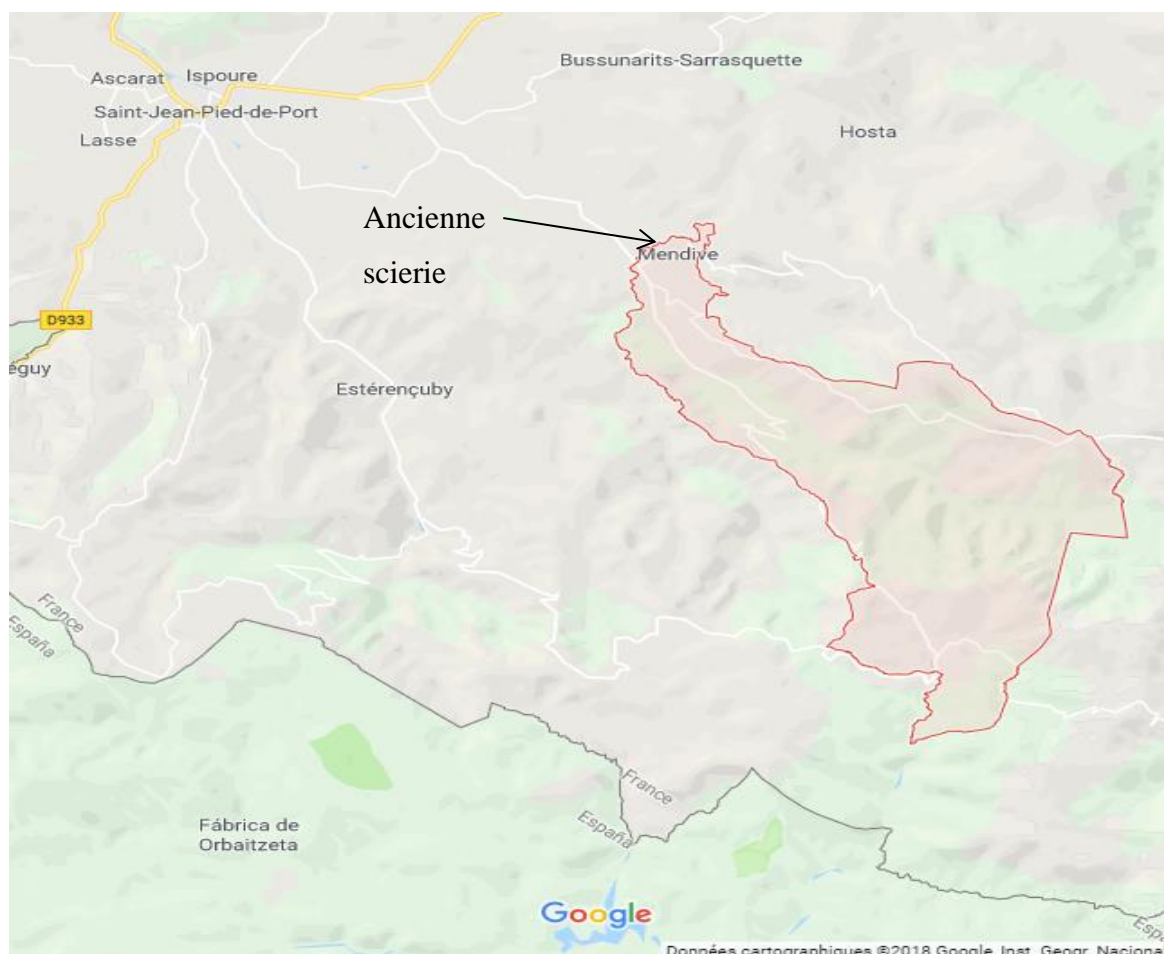 Bussunarits-Sarrasquette
Ascarat
Ispoure
Saint-Jean-Pied-de-Port
Lasse
Hosta
Ancienne
scierie
Mendive
D933
éguy
Estérençuby
France
España
France
España
Fábrica de
Orbaitzeta
Google
Données cartographiques ©2018 Google, Inst. Geogr. Naciona